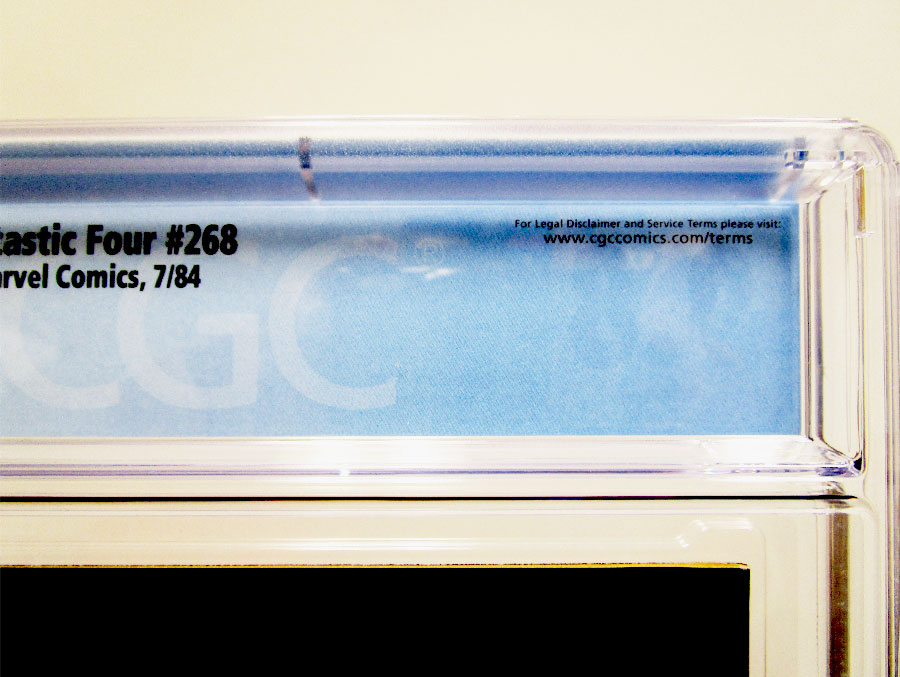 tastic Four #268
arvel Comics, 7/84
For Legal Disclaimer and Service Terms please visit:
www.cgccomics.com/terms
CGC